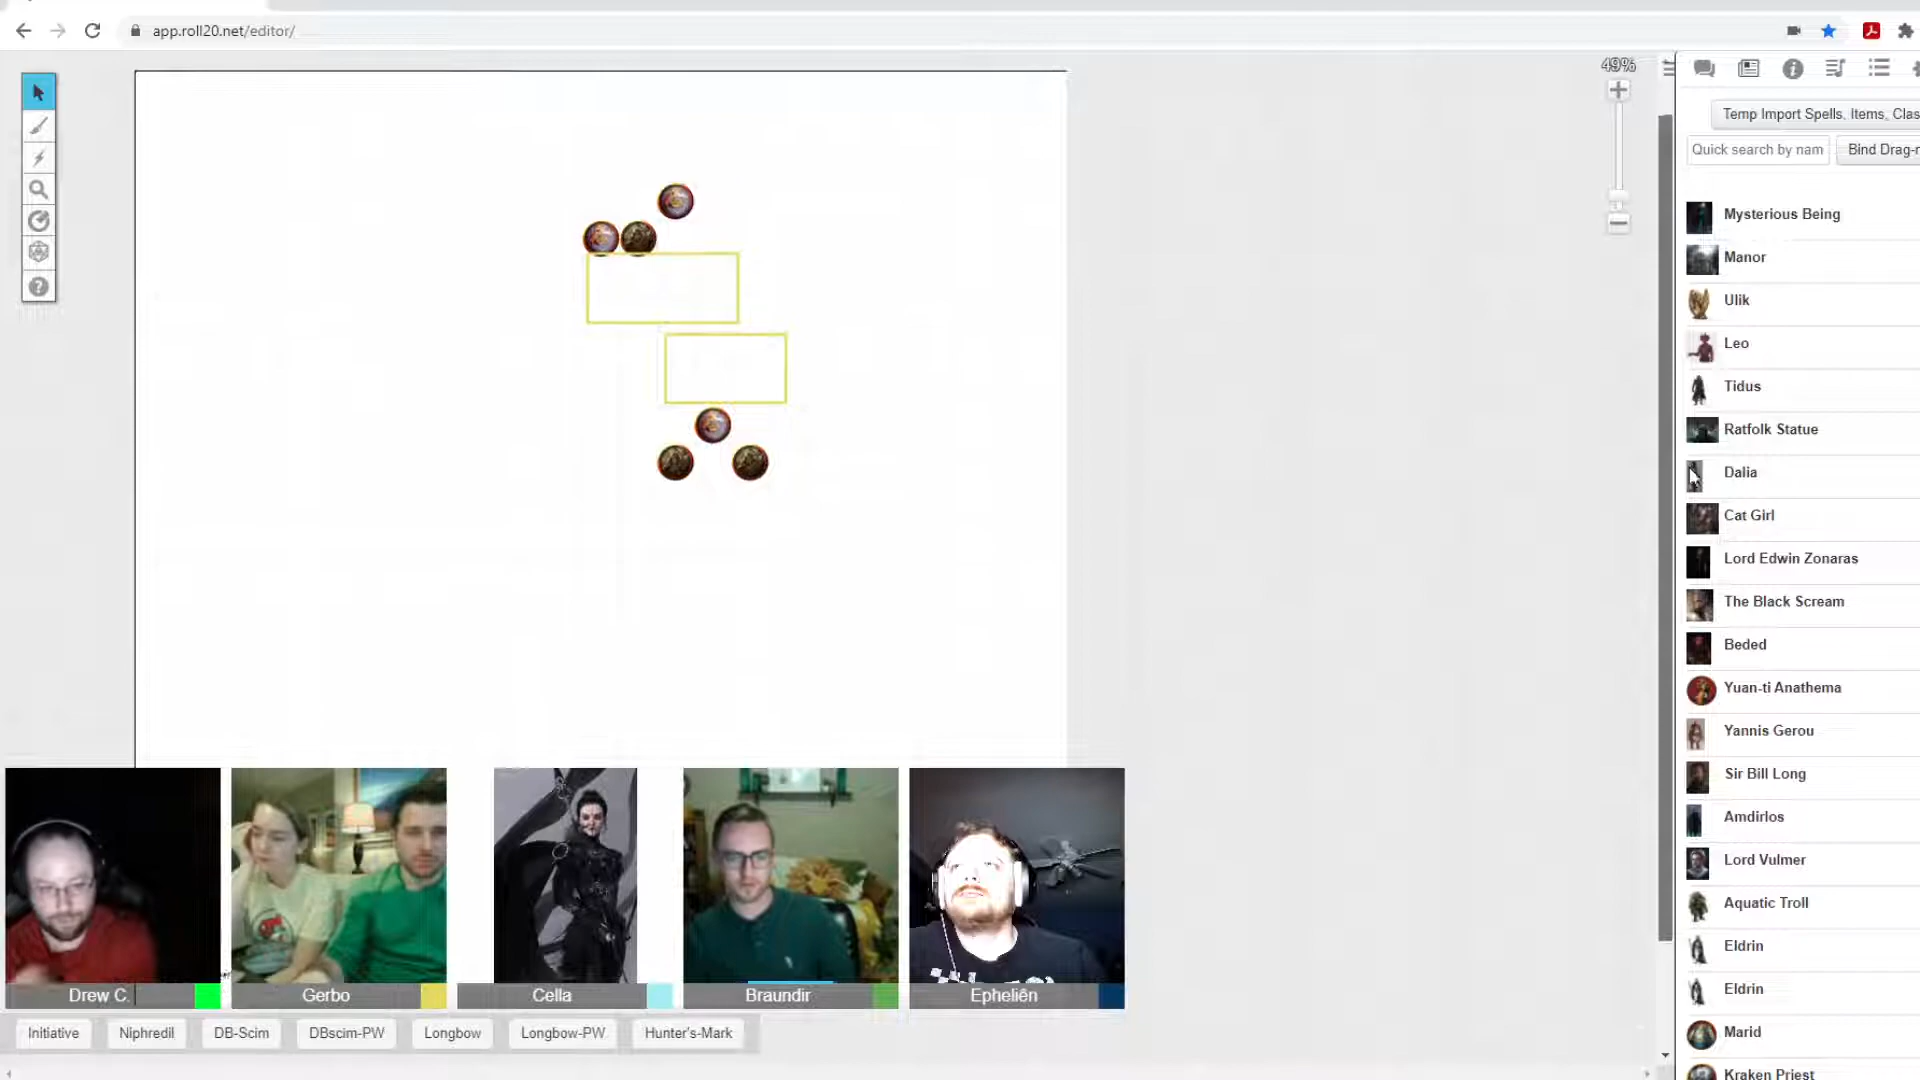 app.roll20.net/editor/
49%
Temp Import Spells, Items, Clas
Quick search by nam
Bind Drag-
Mysterious Being
Manor
Ulik
Leo
Tidus
Ratfolk Statue
Dalia
Cat Girl
Lord Edwin Zonaras
The Black Scream
Beded
Yuan-ti Anathema
Yannis Gerou
Sir Bill Long
Amdirlos
Lord Vulmer
Aquatic Troll
Eldrin
Eldrin
Marid
Kraken Priest
Drew C.
Gerbo
Cella
Braundir
Epheliên
Initiative
Niphredil
DB-Scim
DBscim-PW
Longbow
Longbow-PW
Hunter's-Mark